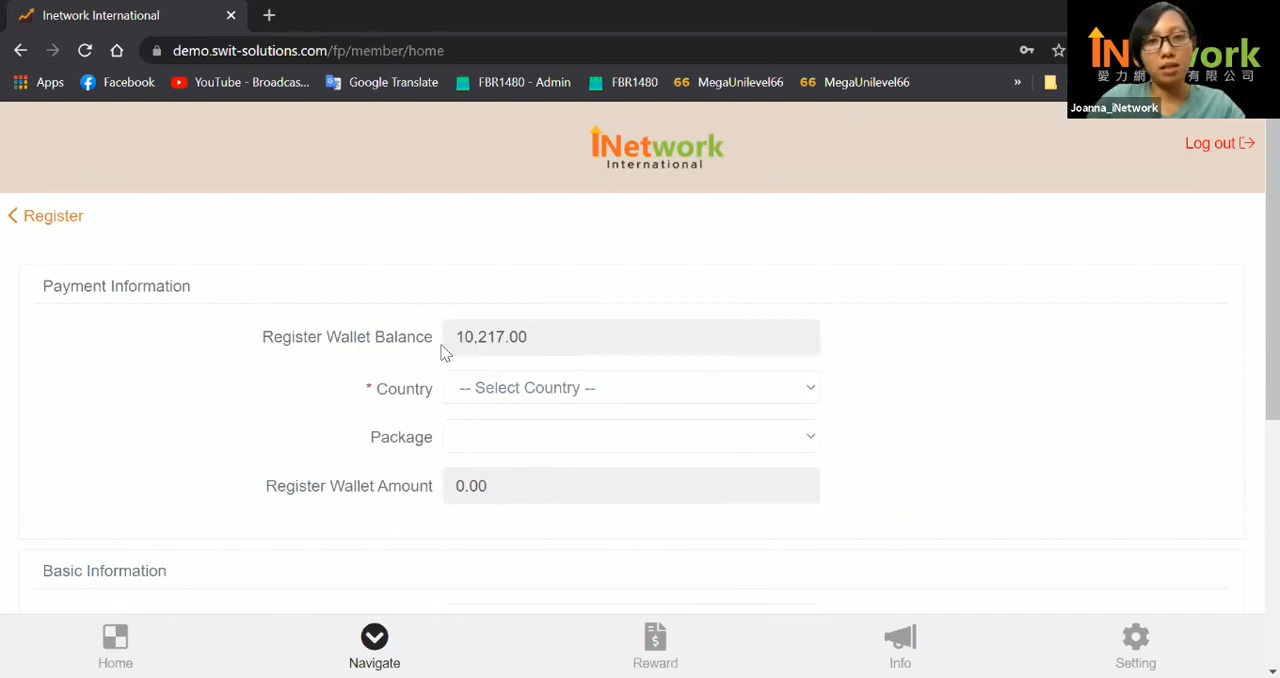 Inetwork International
demo.swit-solutions.com/fp/member/home
Apps
Facebook
YouTube - Broadcas...
Google Translate
FBR1480 - Admin
FBR1480
66 MegaUnilevel66
66 MegaUnilevel66
»
Joanna_iNetwork
iNetwork
International
Log out
Register
Payment Information
Register Wallet Balance
10,217.00
* Country
-- Select Country --
Package
Register Wallet Amount
0.00
Basic Information
Home
Navigate
Reward
Info
Setting